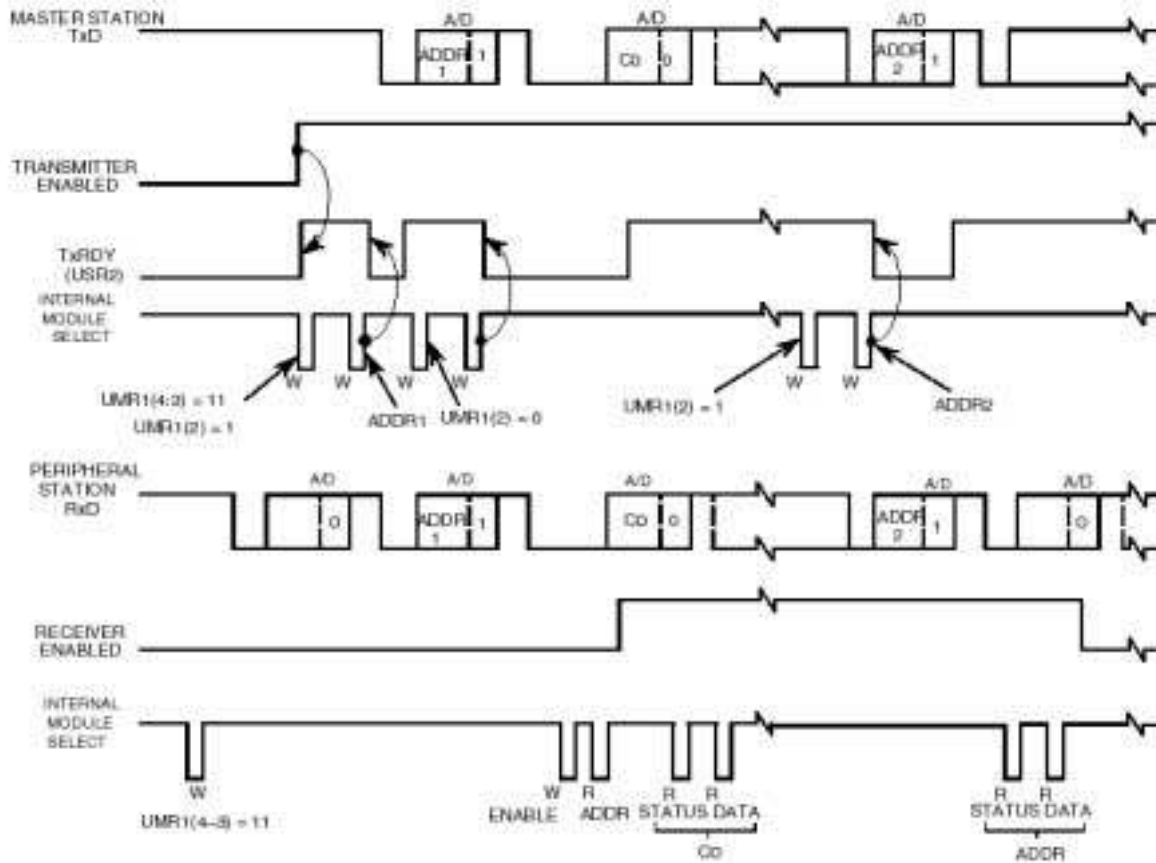 MASTER STATION
TxD
A/D
A/D
A/D
ADDR
1
1
C0
0
ADDR
2
1
TRANSMITTER
ENABLED
TxRDY
(USR2)
INTERNAL
MODULE
SELECT
W
W
W
W
W
W
UMR1(4:3) = 11
UMR1(2) = 1
ADDR1
UMR1(2) = 0
UMR1(2) = 1
ADDR2
PERIPHERAL
STATION
RxD
A/D
A/D
A/D
A/D
A/D
0
ADDR
1
1
C0
0
ADDR
2
1
0
RECEIVER
ENABLED
INTERNAL
MODULE
SELECT
W
W
R
R
R
R
R
UMR1(4–3) = 11
ENABLE
ADDR
STATUS DATA
STATUS DATA
C0
ADDR